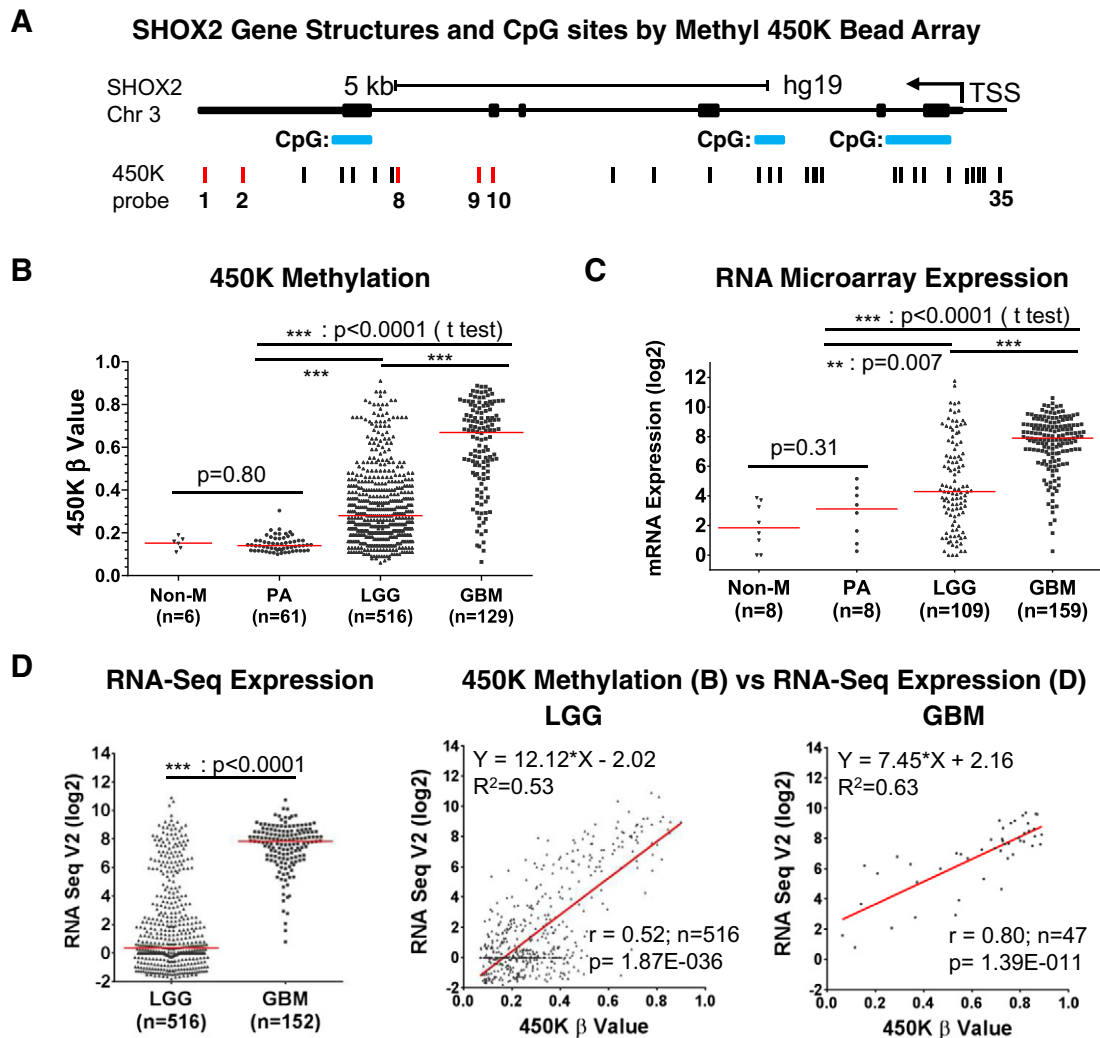 A
SHOX2 Gene Structures and CpG sites by Methyl 450K Bead Array
SHOX2
Chr 3
5 kb
hg19
TSS
CpG:
CpG:
CpG:
450K
probe
1 2 8 9 10 35
B
450K Methylation
*** : p<0.0001 ( t test)
***
***
p=0.80
450K β Value
1.0
0.8
0.6
0.4
0.2
0.0
Non-M PA LGG GBM
(n=6) (n=61) (n=516) (n=129)
C
RNA Microarray Expression
*** : p<0.0001 ( t test)
***
** : p=0.007
p=0.31
mRNA Expression (log2)
12
10
8
6
4
2
0
Non-M PA LGG GBM
(n=8) (n=8) (n=109) (n=159)
D
RNA-Seq Expression
*** : p<0.0001
RNA Seq V2 (log2)
14
12
10
8
6
4
2
0
-2
LGG GBM
(n=516) (n=152)
450K Methylation (B) vs RNA-Seq Expression (D)
LGG
Y = 12.12*X - 2.02
R²=0.53
r = 0.52; n=516
p= 1.87E-036
RNA Seq V2 (log2)
14
12
10
8
6
4
2
0
-2
0.0 0.2 0.4 0.6 0.8 1.0
450K β Value
GBM
Y = 7.45*X + 2.16
R²=0.63
r = 0.80; n=47
p= 1.39E-011
RNA Seq V2 (log2)
14
12
10
8
6
4
2
0
-2
0.0 0.2 0.4 0.6 0.8 1.0
450K β Value